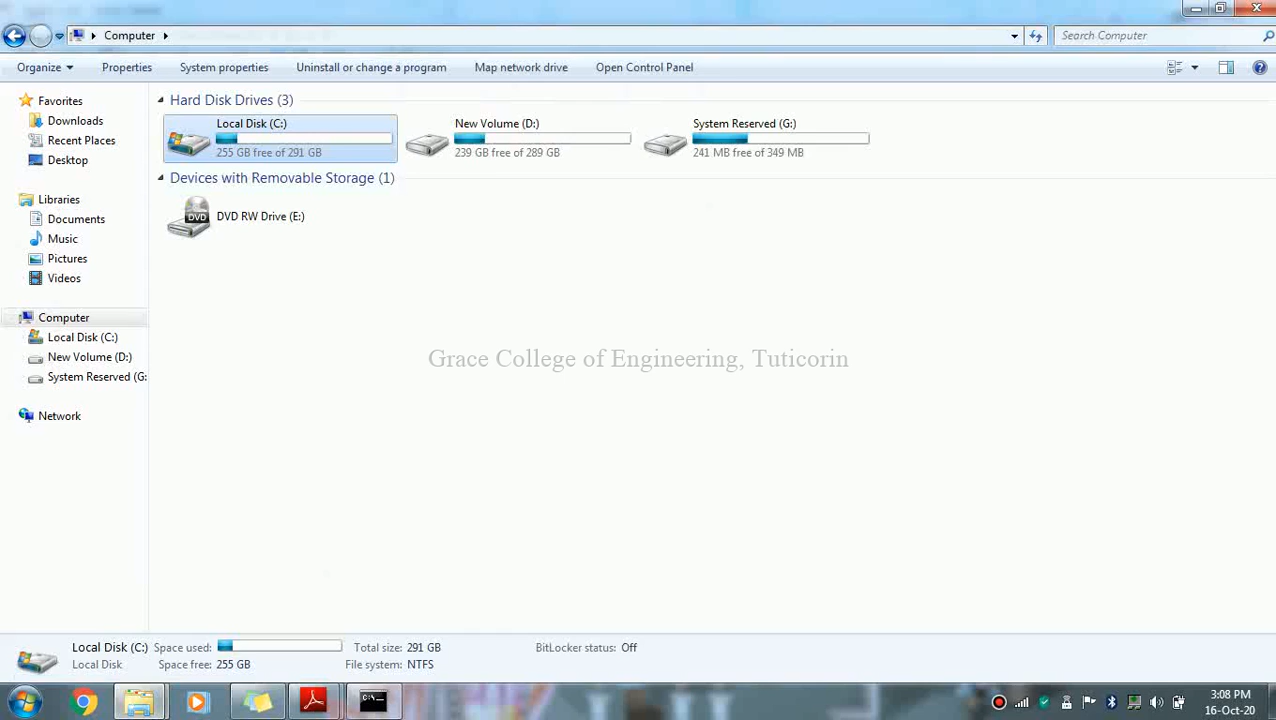 Computer
Search Computer
Organize
Properties
System properties
Uninstall or change a program
Map network drive
Open Control Panel
Favorites
Downloads
Recent Places
Desktop
Libraries
Documents
Music
Pictures
Videos
Computer
Local Disk (C:)
New Volume (D:)
System Reserved (G:
Network
Hard Disk Drives (3)
Local Disk (C:)
255 GB free of 291 GB
New Volume (D:)
239 GB free of 289 GB
System Reserved (G:)
241 MB free of 349 MB
Devices with Removable Storage (1)
DVD
DVD RW Drive (E:)
Grace College of Engineering, Tuticorin
Local Disk (C:) Space used: Total size: 291 GB BitLocker status: Off
Local Disk Space free: 255 GB File system: NTFS
C:\
3:08 PM
16-Oct-20